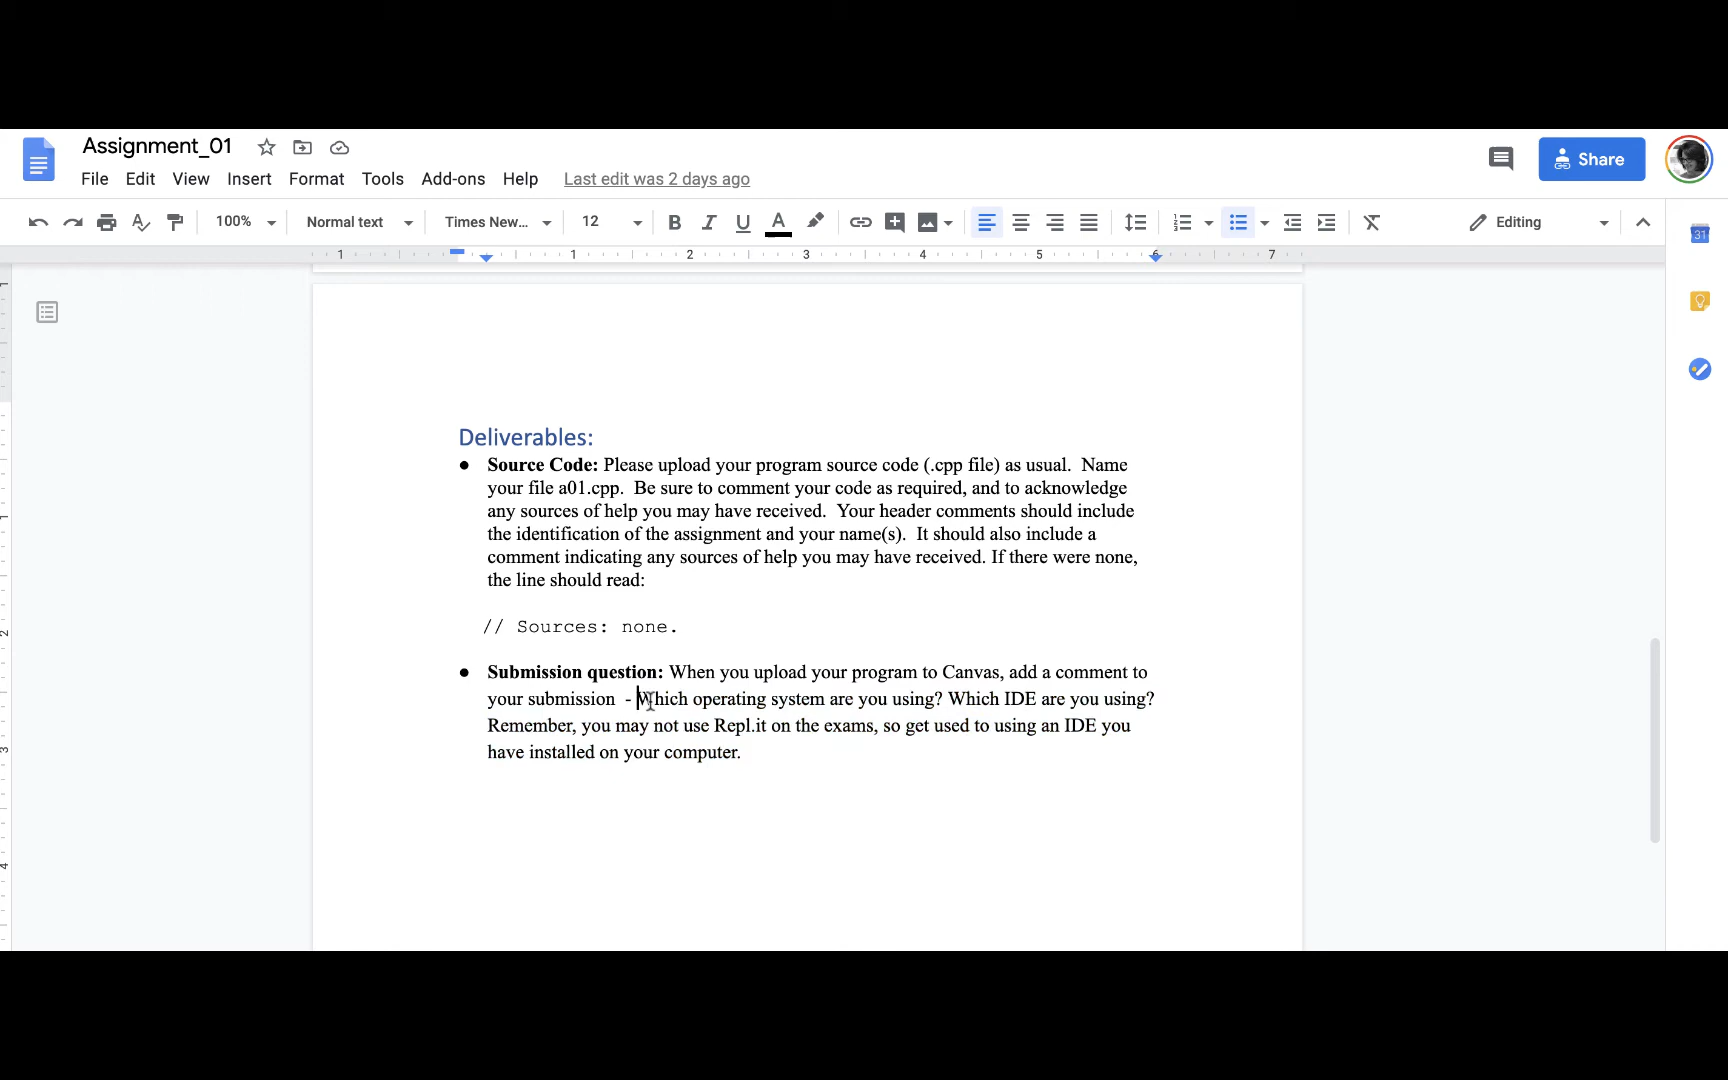 Assignment_01
File Edit View Insert Format Tools Add-ons Help Last edit was 2 days ago
Share
100% Normal text Times New... 12 B I U A Editing
1 1 2 3 4 5 6 7
31
Deliverables:
● Source Code: Please upload your program source code (.cpp file) as usual.  Name
your file a01.cpp.  Be sure to comment your code as required, and to acknowledge
any sources of help you may have received.  Your header comments should include
the identification of the assignment and your name(s).  It should also include a
comment indicating any sources of help you may have received. If there were none,
the line should read:
// Sources: none.
● Submission question: When you upload your program to Canvas, add a comment to
your submission  - Which operating system are you using? Which IDE are you using?
Remember, you may not use Repl.it on the exams, so get used to using an IDE you
have installed on your computer.
1
1
2
3
4